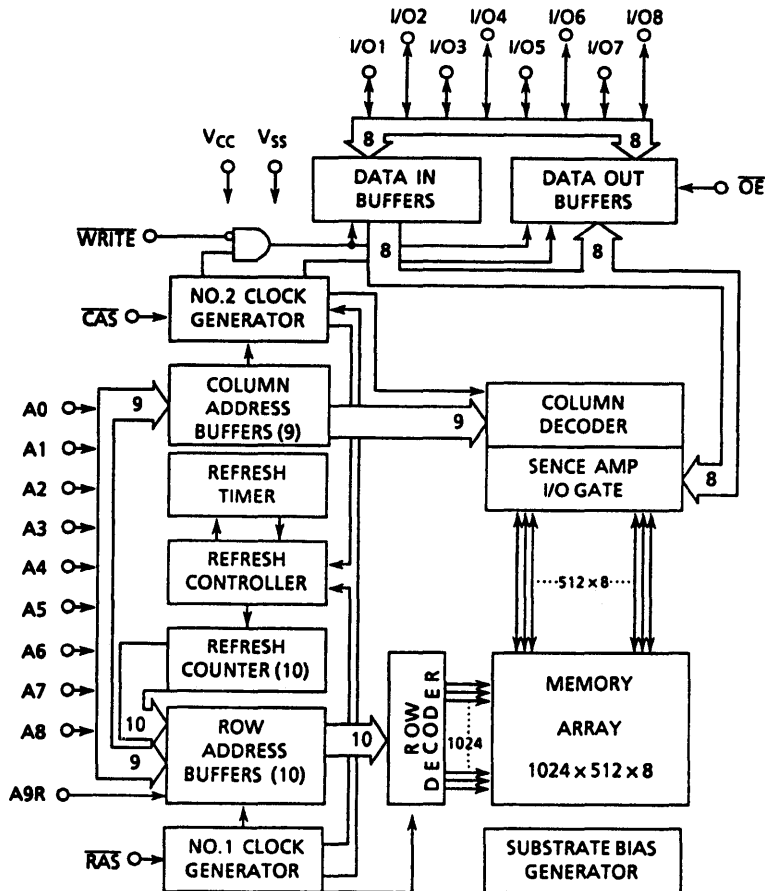 I/O2 I/O4 I/O6 I/O8
I/O1 I/O3 I/O5 I/O7
8 8
VCC VSS
DATA IN
BUFFERS
DATA OUT
BUFFERS
OE
WRITE
8 8
CAS
NO.2 CLOCK
GENERATOR
COLUMN
ADDRESS
BUFFERS (9)
9
9
COLUMN
DECODER
SENCE AMP
I/O GATE
8
A0
A1
A2
A3
A4
A5
A6
A7
A8
A9R
REFRESH
TIMER
REFRESH
CONTROLLER
512 × 8
REFRESH
COUNTER (10)
10
9
ROW
ADDRESS
BUFFERS (10)
10
ROW
DECODER
1024
MEMORY
ARRAY
1024 × 512 × 8
RAS
NO.1 CLOCK
GENERATOR
SUBSTRATE BIAS
GENERATOR